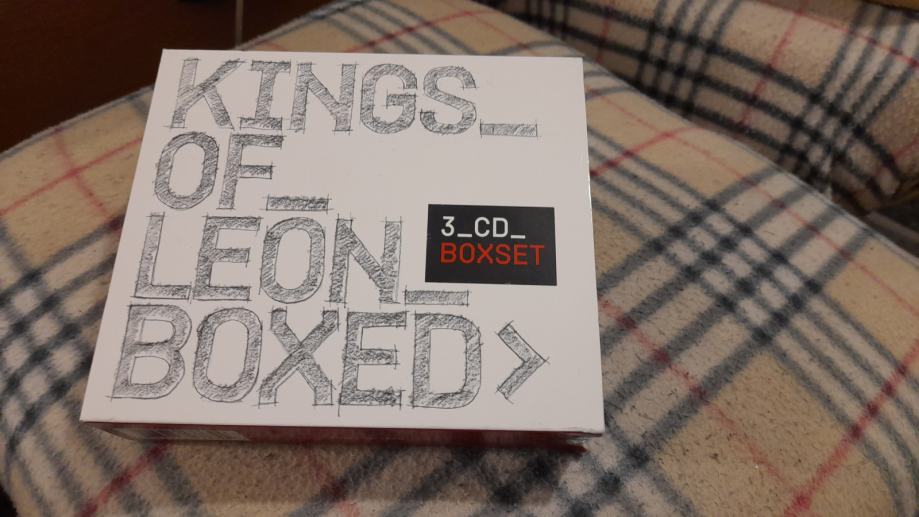 KINGS_
OF_
LEON_
BOXED>
3_CD_
BOXSET